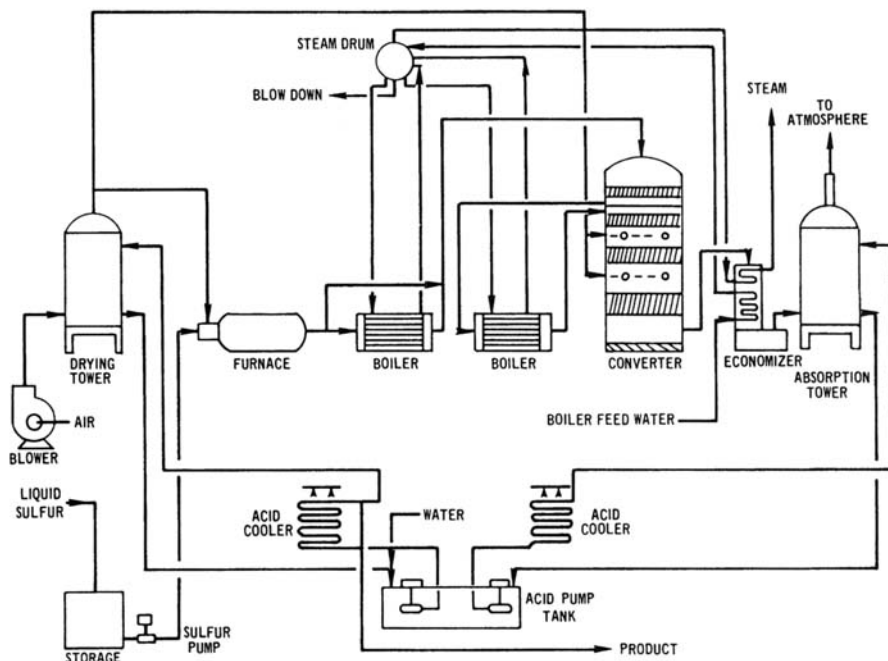 STEAM DRUM
BLOW DOWN
STEAM
TO
ATMOSPHERE
DRYING
TOWER
FURNACE
BOILER
BOILER
CONVERTER
ECONOMIZER
ABSORPTION
TOWER
AIR
BLOWER
BOILER FEED WATER
LIQUID
SULFUR
ACID
COOLER
WATER
ACID
COOLER
ACID PUMP
TANK
SULFUR
PUMP
STORAGE
PRODUCT